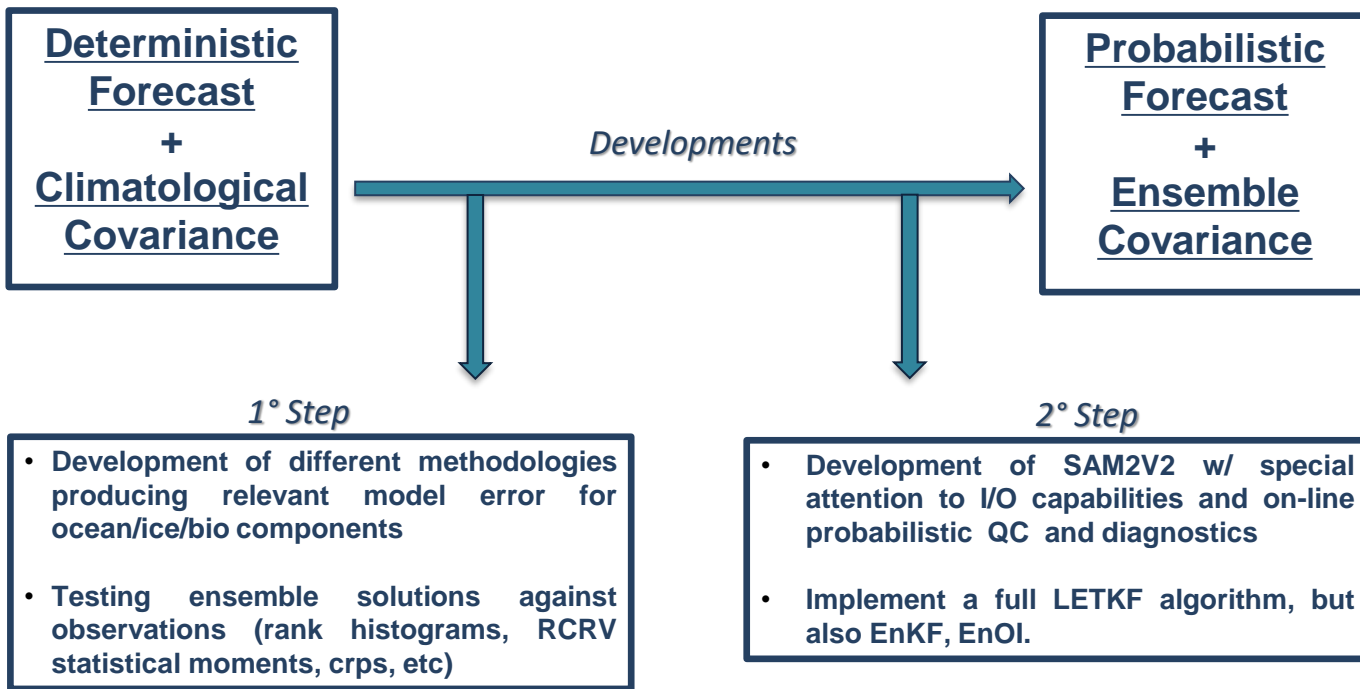 Deterministic
Forecast
+
Climatological
Covariance
Developments
Probabilistic
Forecast
+
Ensemble
Covariance
1° Step
• Development of different methodologies
producing relevant model error for
ocean/ice/bio components
• Testing ensemble solutions against
observations (rank histograms, RCRV
statistical moments, crps, etc)
2° Step
• Development of SAM2V2 w/ special
attention to I/O capabilities and on-line
probabilistic QC and diagnostics
• Implement a full LETKF algorithm, but
also EnKF, EnOI.